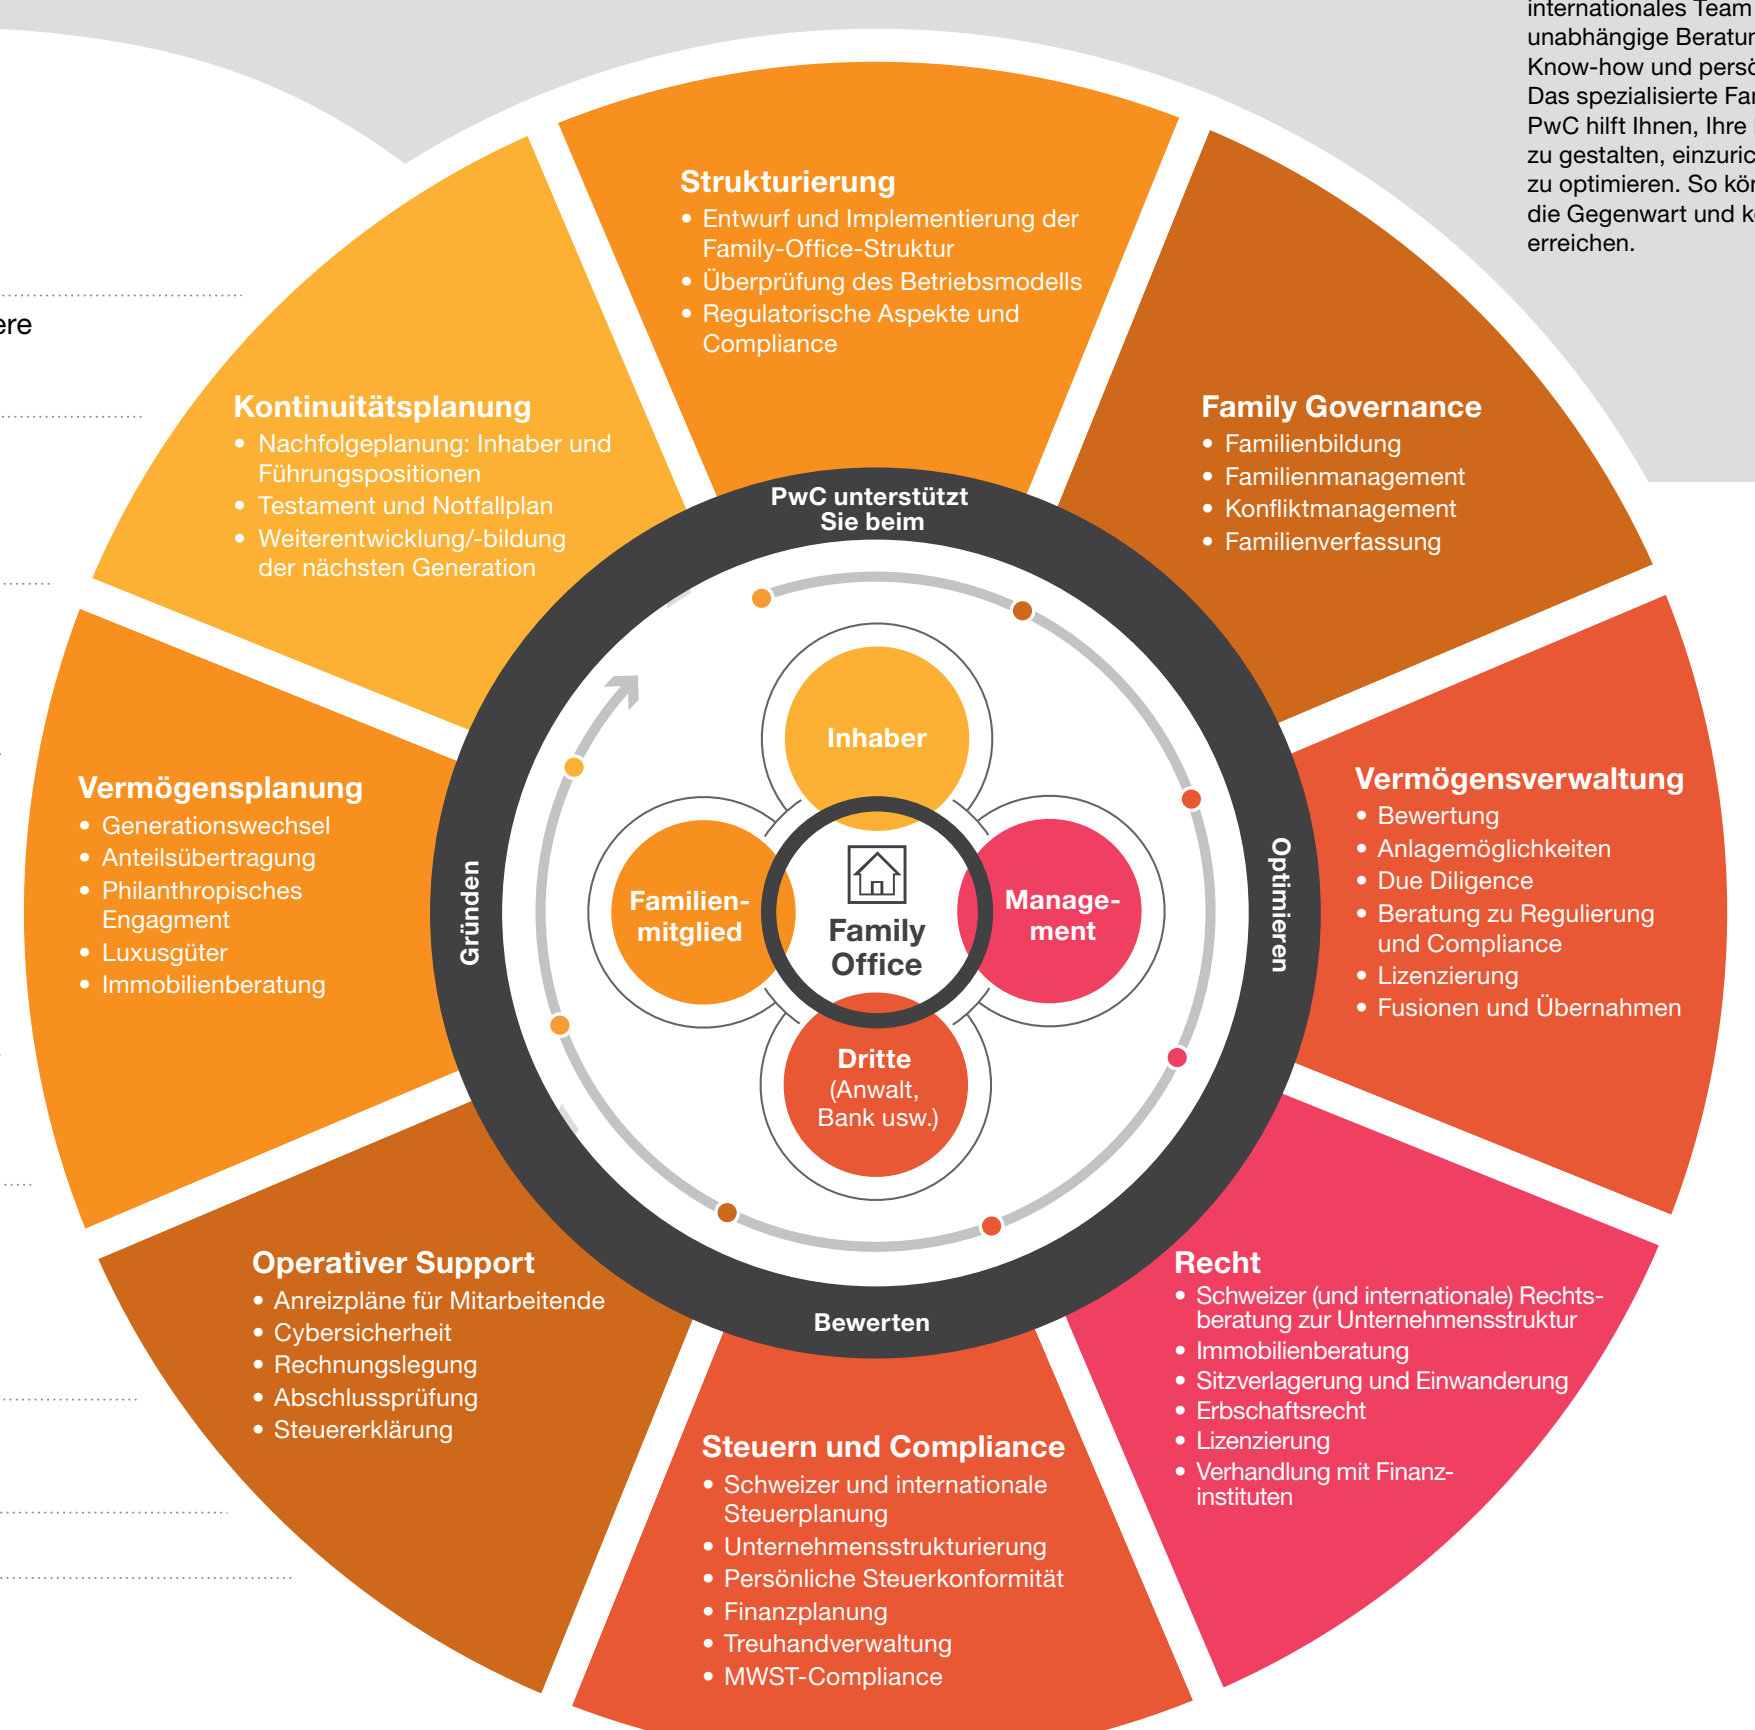 internationales Team
unabhängige
Know-how und
Das spezialisierte
PwC hilft Ihnen, Ihre
zu gestalten,
zu optimieren. So
die Gegenwart und
erreichen.
Strukturierung
• Entwurf und Implementierung der
Family-Office-Struktur
• Überprüfung des Betriebsmodells
• Regulatorische Aspekte und
Compliance
Kontinuitätsplanung
• Nachfolgeplanung: Inhaber und
Führungspositionen
• Testament und Notfallplan
• Weiterentwicklung/-bildung
der nächsten Generation
Family Governance
• Familienbildung
• Familienmanagement
• Konfliktmanagement
• Familienverfassung
PwC unterstützt
Sie beim
Optimieren
Bewerten
Gründen
Inhaber
Familien-
mitglied
Family
Office
Manage-
ment
Dritte
(Anwalt,
Bank usw.)
Vermögensplanung
• Generationswechsel
• Anteilsübertragung
• Philanthropisches
Engagment
• Luxusgüter
• Immobilienberatung
Vermögensverwaltung
• Bewertung
• Anlagemöglichkeiten
• Due Diligence
• Beratung zu Regulierung
und Compliance
• Lizenzierung
• Fusionen und Übernahmen
Operativer Support
• Anreizpläne für Mitarbeitende
• Cybersicherheit
• Rechnungslegung
• Abschlussprüfung
• Steuererklärung
Recht
• Schweizer (und internationale) Rechts-
beratung zur Unternehmensstruktur
• Immobilienberatung
• Sitzverlagerung und Einwanderung
• Erbschaftsrecht
• Lizenzierung
• Verhandlung mit Finanz-
instituten
Steuern und Compliance
• Schweizer und internationale
Steuerplanung
• Unternehmensstrukturierung
• Persönliche Steuerkonformität
• Finanzplanung
• Treuhandverwaltung
• MWST-Compliance